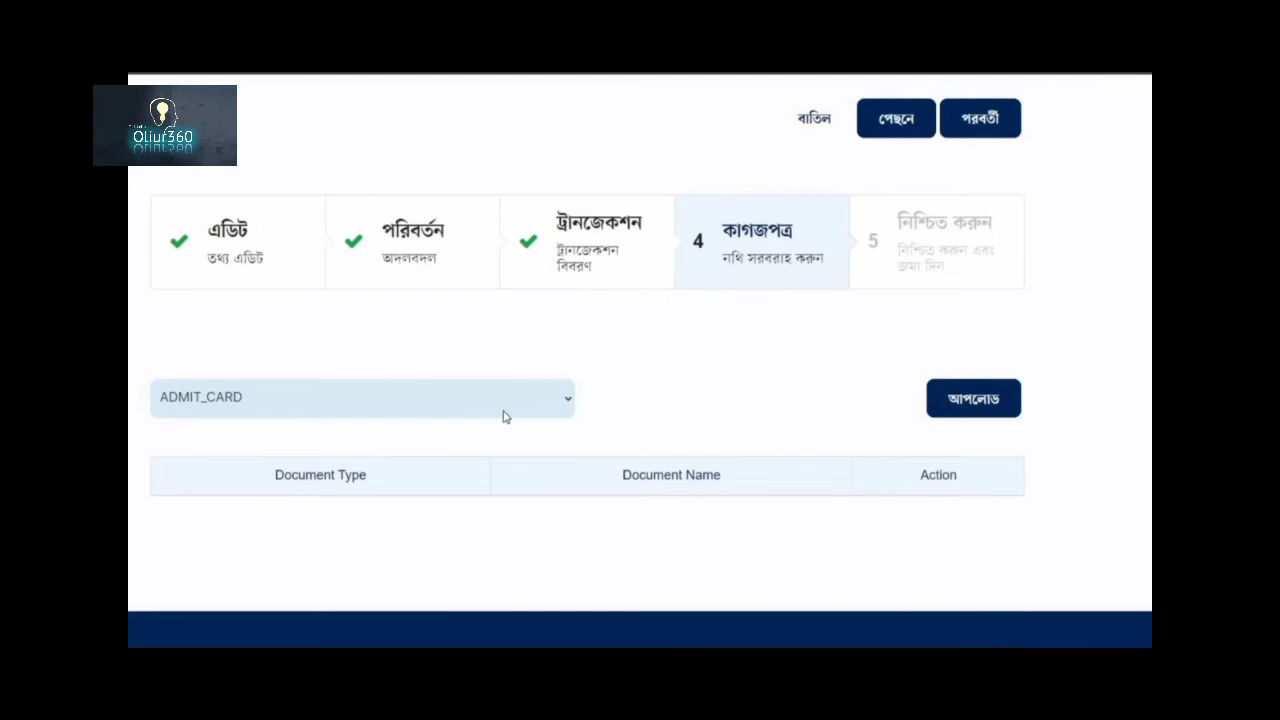 Oliur360
বাতিল
পেছনে
পরবর্তী
এডিট
তথ্য এডিট
পরিবর্তন
অদলবদল
ট্রানজেকশন
ট্রানজেকশন
বিবরণ
4
কাগজপত্র
নথি সরবরাহ করুন
5
নিশ্চিত করুন
নিশ্চিত করুন এবং
জমা দিন
ADMIT_CARD
আপলোড
Document Type
Document Name
Action